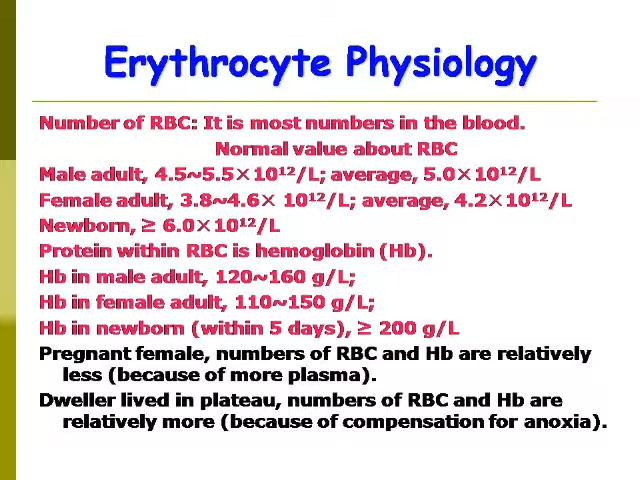 Erythrocyte Physiology
Number of RBC: It is most numbers in the blood.
Normal value about RBC
Male adult, 4.5~5.5×10¹²/L; average, 5.0×10¹²/L
Female adult, 3.8~4.6× 10¹²/L; average, 4.2×10¹²/L
Newborn, ≥ 6.0×10¹²/L
Protein within RBC is hemoglobin (Hb).
Hb in male adult, 120~160 g/L;
Hb in female adult, 110~150 g/L;
Hb in newborn (within 5 days), ≥ 200 g/L
Pregnant female, numbers of RBC and Hb are relatively
less (because of more plasma).
Dweller lived in plateau, numbers of RBC and Hb are
relatively more (because of compensation for anoxia).